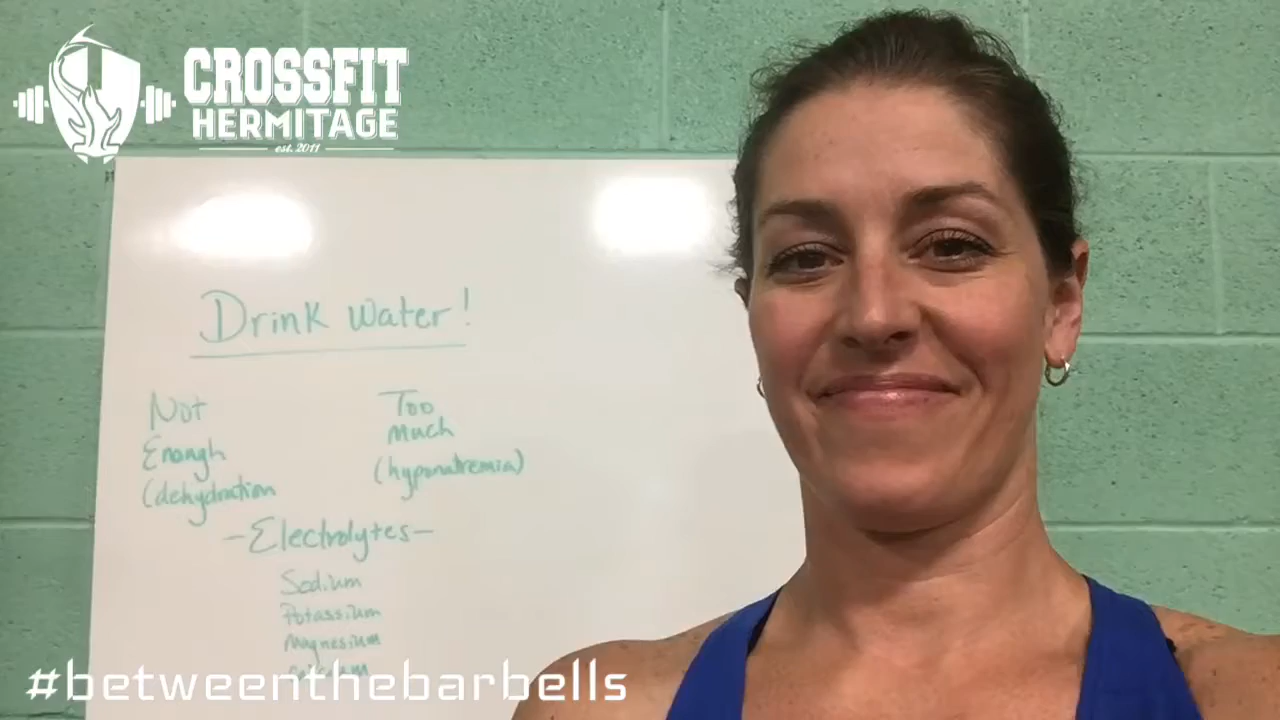 CROSSFIT
HERMITAGE
est. 2011
Drink Water!
Not
Enough
(dehydration
Too
Much
(hyponatremia)
-Electrolytes-
Sodium
Potassium
Magnesium
#betweenthebarbells